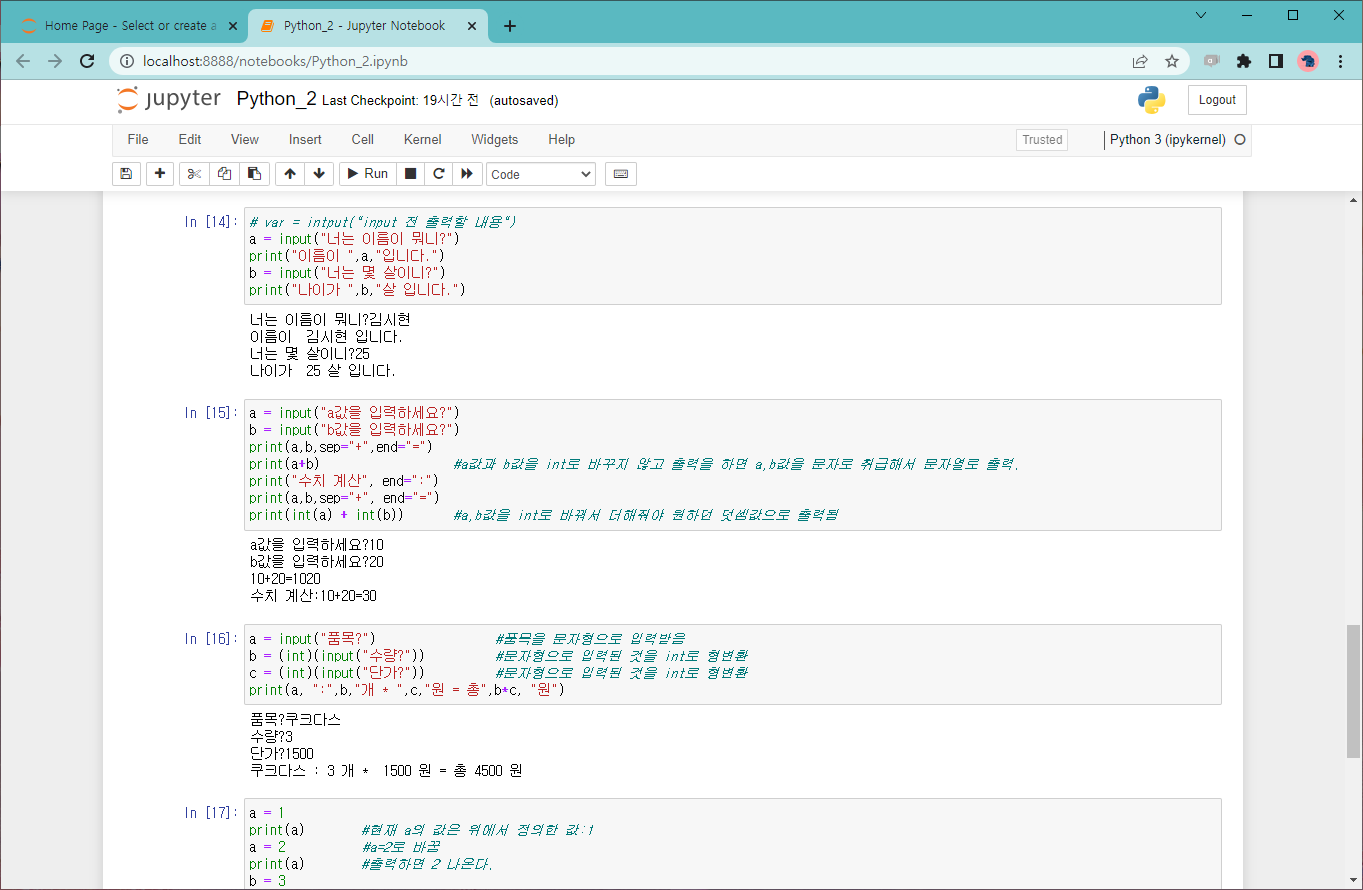 Home Page - Select or create a
Python_2 - Jupyter Notebook
localhost:8888/notebooks/Python_2.ipynb
jupyter Python_2 Last Checkpoint: 19시간 전 (autosaved)
Logout
File Edit View Insert Cell Kernel Widgets Help
Trusted
Python 3 (ipykernel)
Run
Code
In [14]:
# var = intput("input 전 출력할 내용")
a = input("너는 이름이 뭐니?")
print("이름이 ",a,"입니다.")
b = input("너는 몇 살이니?")
print("나이가 ",b,"살 입니다.")
너는 이름이 뭐니?김시현
이름이  김시현 입니다.
너는 몇 살이니?25
나이가  25 살 입니다.
In [15]:
a = input("a값을 입력하세요?")
b = input("b값을 입력하세요?")
print(a,b,sep="+",end="=")
print(a+b) #a값과 b값을 int로 바꾸지 않고 출력을 하면 a,b값을 문자로 취급해서 문자열로 출력.
print("수치 계산", end=":")
print(a,b,sep="+", end="=")
print(int(a) + int(b)) #a,b값을 int로 바꿔서 더해줘야 원하던 덧셈값으로 출력됨
a값을 입력하세요?10
b값을 입력하세요?20
10+20=1020
수치 계산:10+20=30
In [16]:
a = input("품목?") #품목을 문자형으로 입력받음
b = (int)(input("수량?")) #문자형으로 입력된 것을 int로 형변환
c = (int)(input("단가?")) #문자형으로 입력된 것을 int로 형변환
print(a, ":",b,"개 * ",c,"원 = 총",b*c, "원")
품목?쿠크다스
수량?3
단가?1500
쿠크다스 : 3 개 *  1500 원 = 총 4500 원
In [17]:
a = 1
print(a) #현재 a의 값은 위에서 정의한 값:1
a = 2 #a=2로 바꿈
print(a) #출력하면 2 나온다.
b = 3